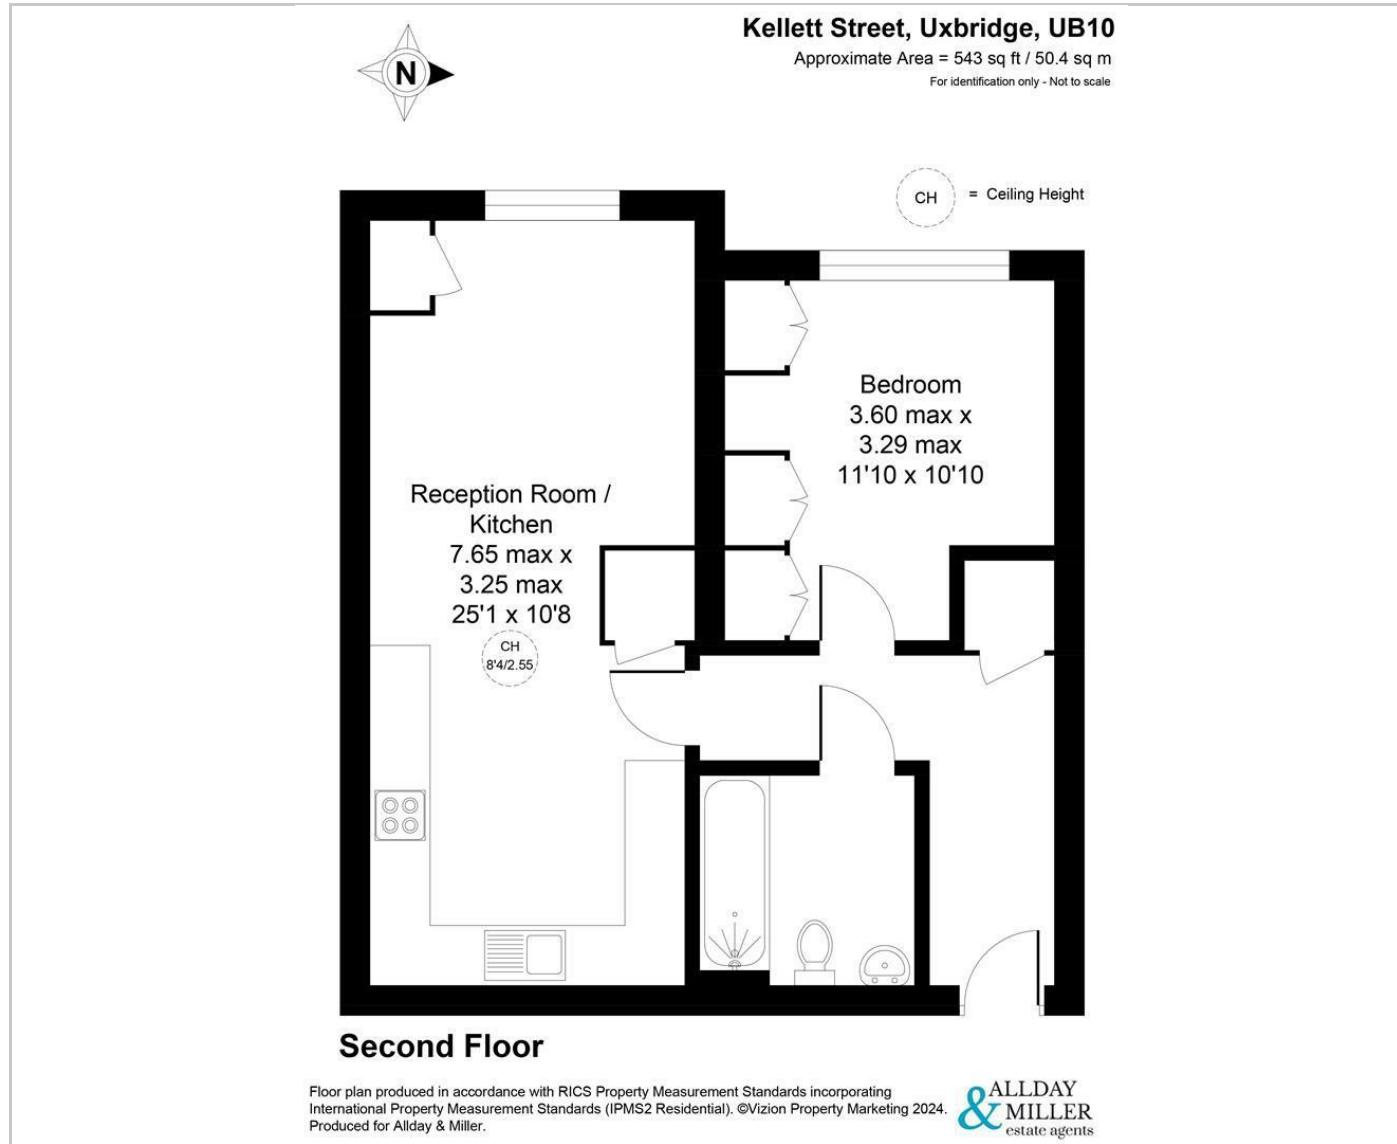 Kellett Street, Uxbridge, UB10
Approximate Area = 543 sq ft / 50.4 sq m
For identification only - Not to scale
N
CH
= Ceiling Height
Bedroom
3.60 max x
3.29 max
11'10 x 10'10
Reception Room /
Kitchen
7.65 max x
3.25 max
25'1 x 10'8
CH
8'4/2.55
Second Floor
Floor plan produced in accordance with RICS Property Measurement Standards incorporating
International Property Measurement Standards (IPMS2 Residential). ©Vizion Property Marketing 2024.
Produced for Allday & Miller.
ALLDAY
& MILLER
estate agents